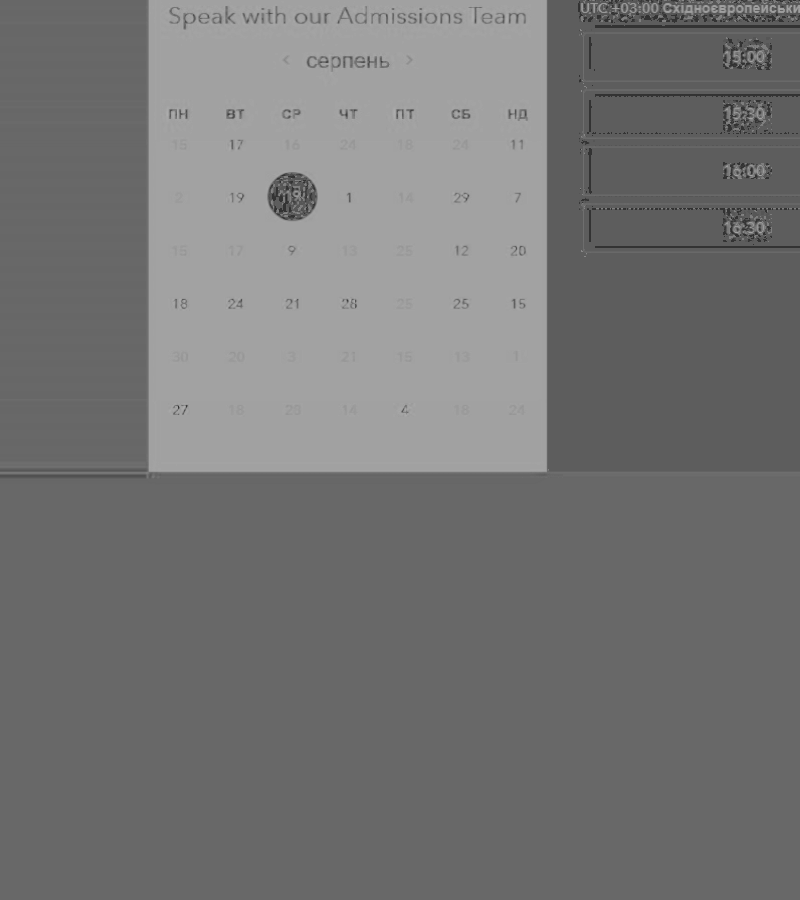 Speak with our Admissions Team
< серпень >
ПН ВТ СР ЧТ ПТ СБ НД
15 17 16 24 18 24 11
2 19 19 1 14 29 7
15 17 9 13 25 12 20
18 24 21 28 25 25 15
30 20 3 21 16 13 1
27 18 25 14 4 18 24
UTC +03:00 Східноєвропейськи
15:00
15:30
16:00
16:30